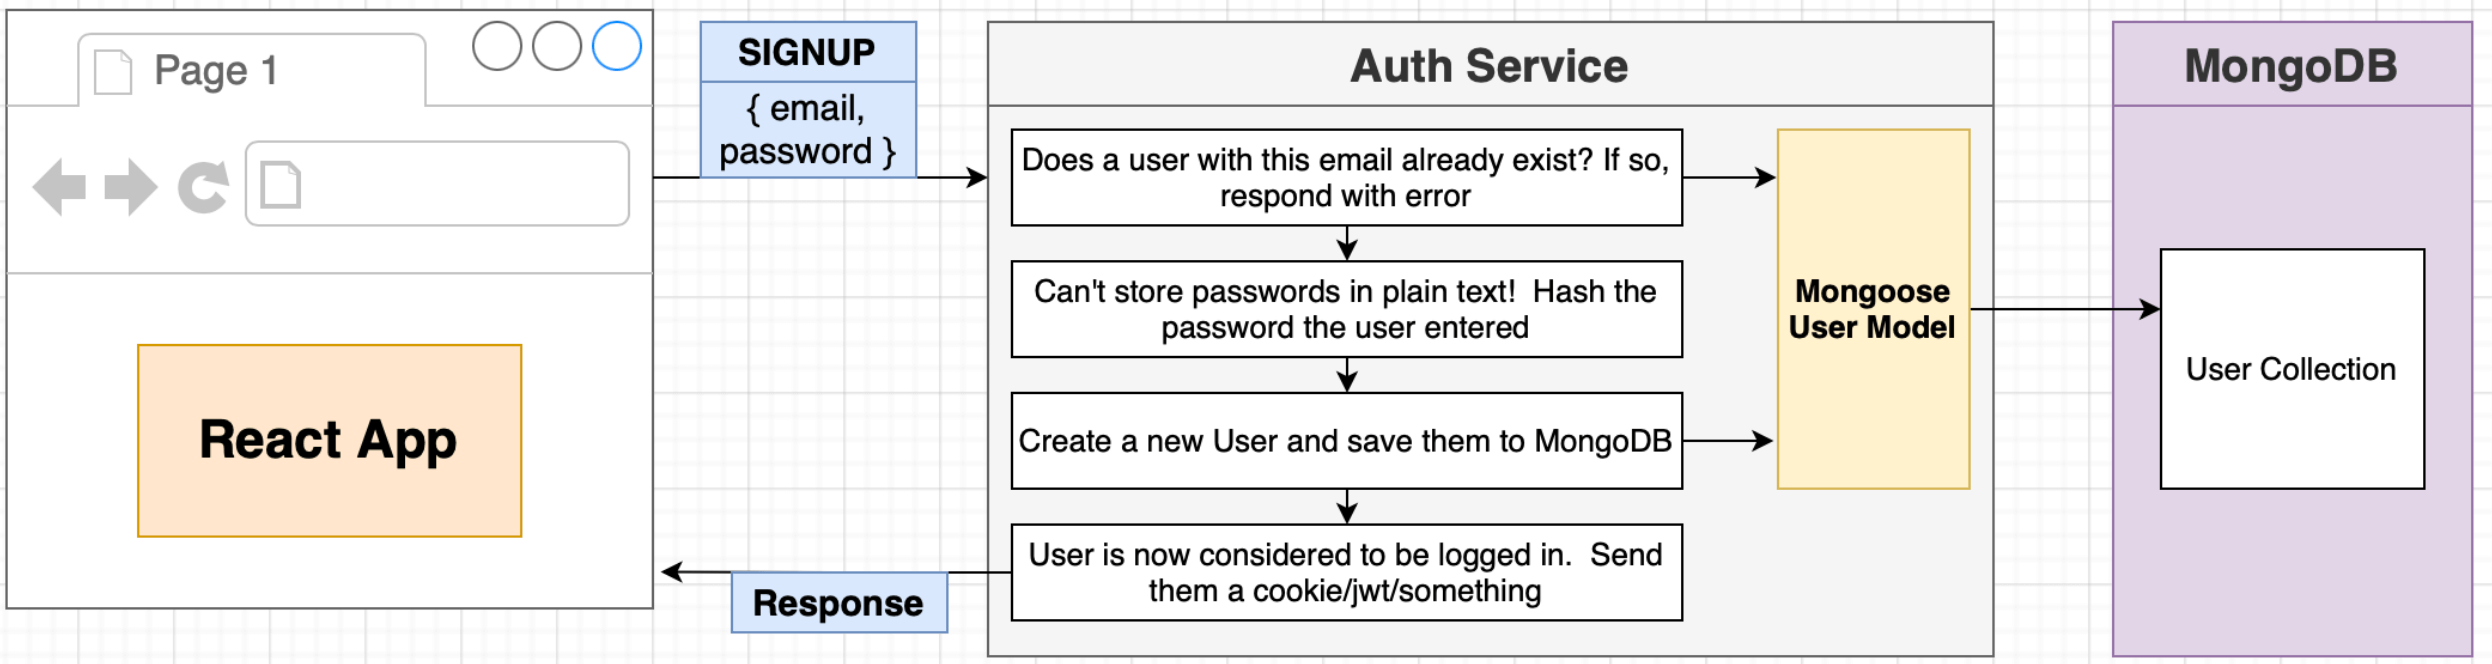 Page 1
React App
SIGNUP
{ email,
password }
Response
Auth Service
Does a user with this email already exist? If so,
respond with error
Can't store passwords in plain text!  Hash the
password the user entered
Create a new User and save them to MongoDB
User is now considered to be logged in.  Send
them a cookie/jwt/something
Mongoose
User Model
MongoDB
User Collection